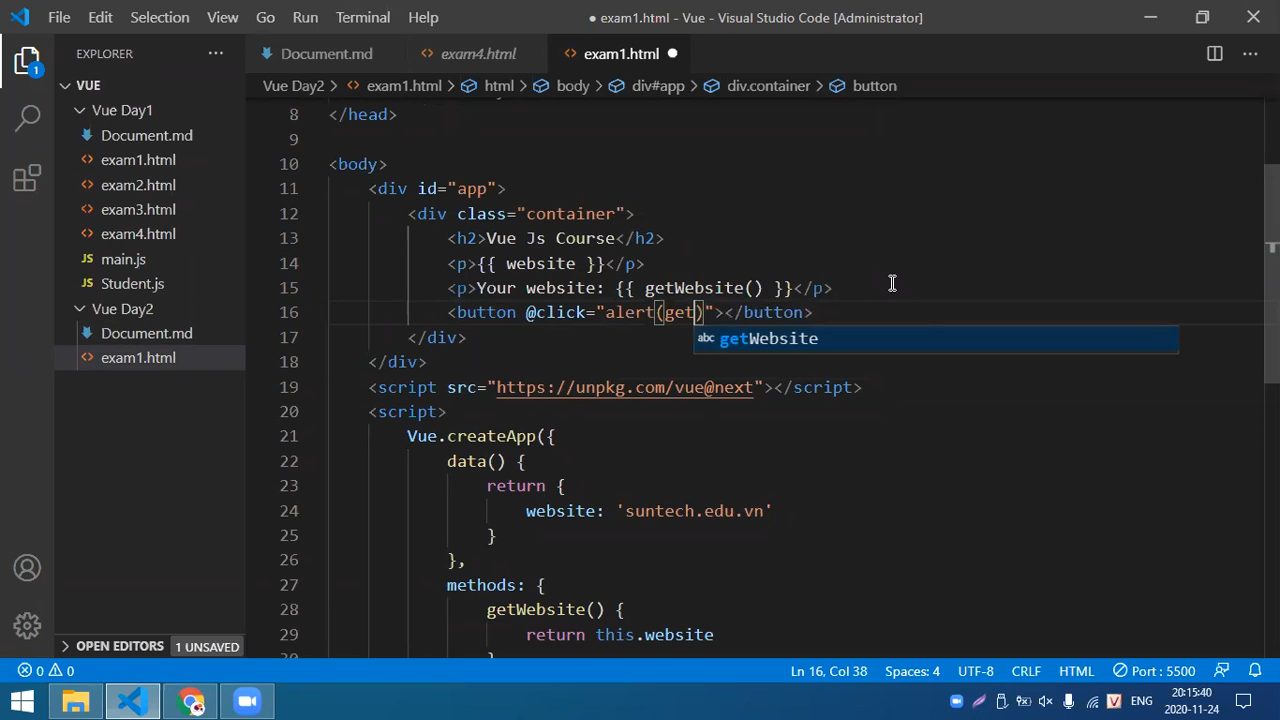 File Edit Selection View Go Run Terminal Help
● exam1.html - Vue - Visual Studio Code [Administrator]
EXPLORER ···
Document.md
exam4.html
exam1.html ●
1
VUE
Vue Day2 > exam1.html > html > body > div#app > div.container > button
Vue Day1
Document.md
exam1.html
exam2.html
exam3.html
exam4.html
JS main.js
JS Student.js
Vue Day2
Document.md
exam1.html
OPEN EDITORS 1 UNSAVED
8 </head>
9
10 <body>
11 <div id="app">
12 <div class="container">
13 <h2>Vue Js Course</h2>
14 <p>{{ website }}</p>
15 <p>Your website: {{ getWebsite() }}</p>
16 <button @click="alert(get)"></button>
abc getWebsite
17 </div>
18 </div>
19 <script src="https://unpkg.com/vue@next"></script>
20 <script>
21 Vue.createApp({
22 data() {
23 return {
24 website: 'suntech.edu.vn'
25 }
26 },
27 methods: {
28 getWebsite() {
29 return this.website
30 }
0 0
Ln 16, Col 38 Spaces: 4 UTF-8 CRLF HTML Port : 5500
V ENG
20:15:40
2020-11-24